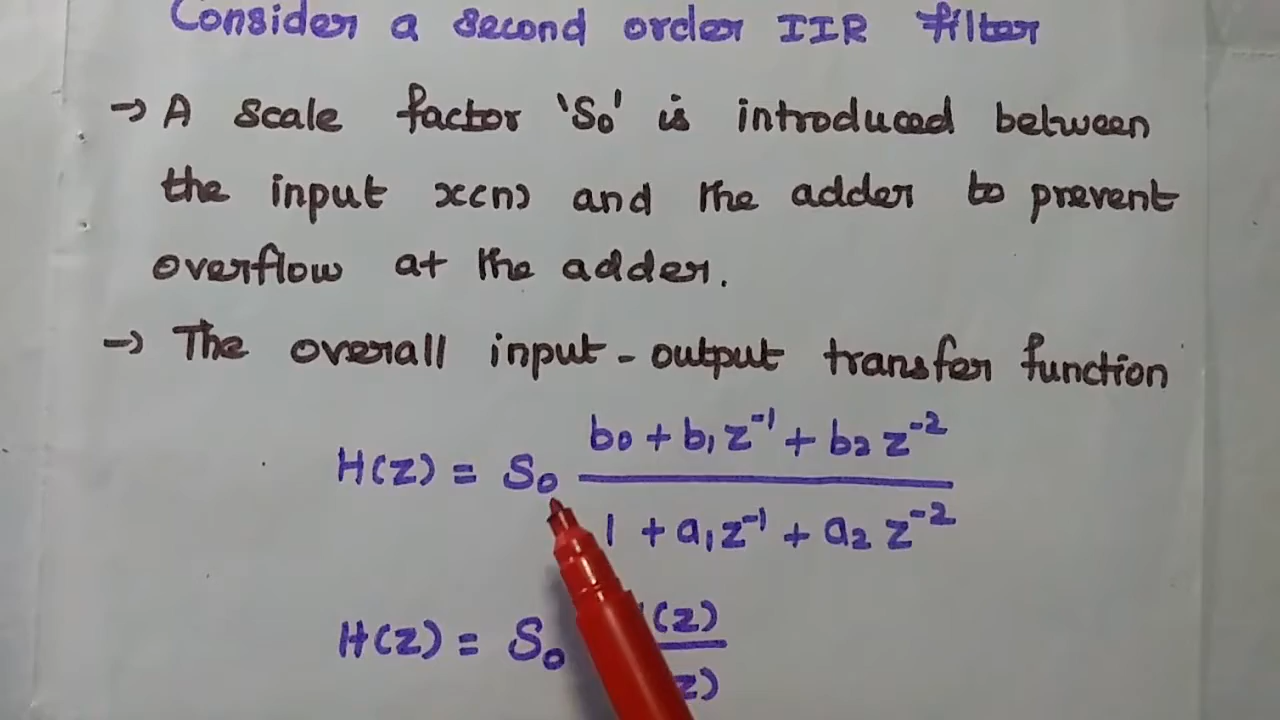 Consider a second order IIR filter
→ A scale factor 'S₀' is introduced between
the input x(n) and the adder to prevent
overflow at the adder.
→ The overall input-output transfer function
H(z) = S₀ (b₀ + b₁z⁻¹ + b₂z⁻²) / (1 + a₁z⁻¹ + a₂z⁻²)
H(z) = S₀ (z) / z)